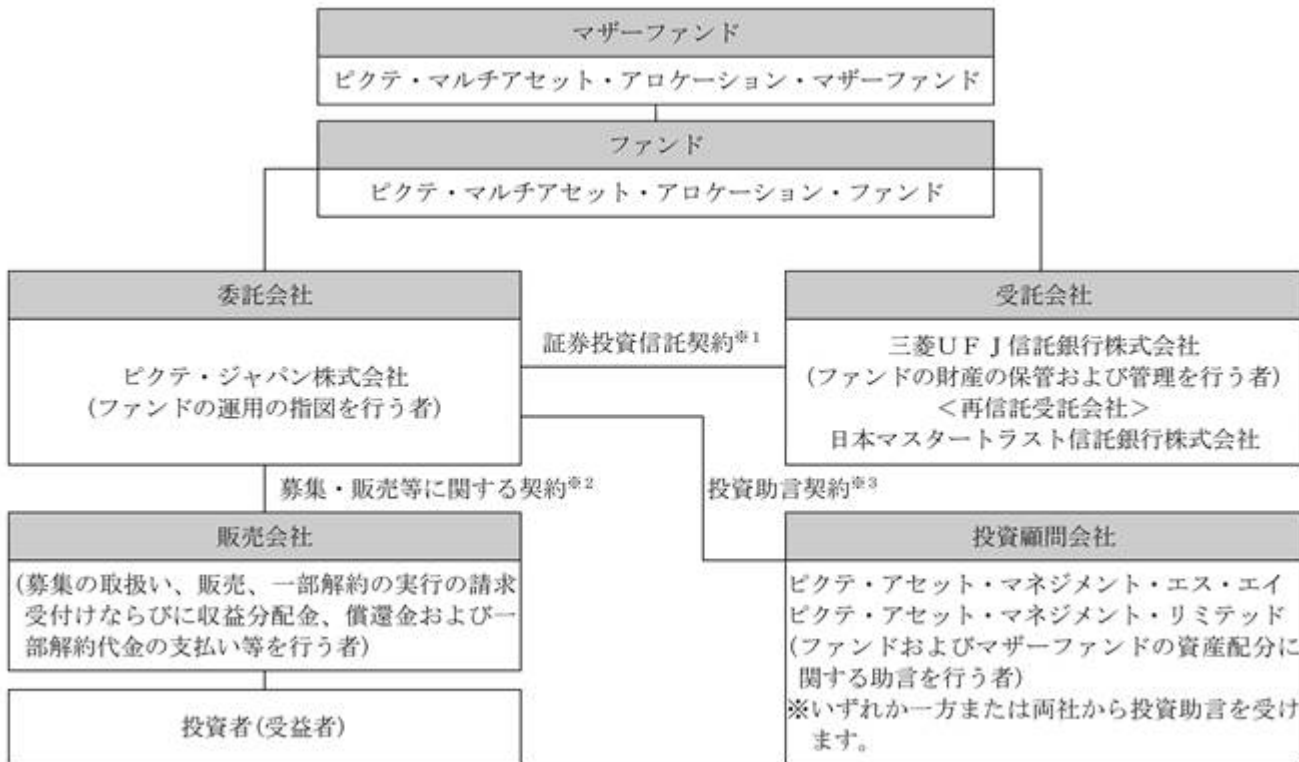 マザーファンド
ピクテ・マルチアセット・アロケーション・マザーファンド
ファンド
ピクテ・マルチアセット・アロケーション・ファンド
委託会社
ピクテ・ジャパン株式会社
(ファンドの運用の指図を行う者)
証券投資信託契約※1
受託会社
三菱UFJ信託銀行株式会社
(ファンドの財産の保管および管理を行う者)
<再信託受託会社>
日本マスタートラスト信託銀行株式会社
募集・販売等に関する契約※2
投資助言契約※3
販売会社
(募集の取扱い、販売、一部解約の実行の請求
受付けならびに収益分配金、償還金および一
部解約代金の支払い等を行う者)
投資者(受益者)
投資顧問会社
ピクテ・アセット・マネジメント・エス・エイ
ピクテ・アセット・マネジメント・リミテッド
(ファンドおよびマザーファンドの資産配分に
関する助言を行う者)
※いずれか一方または両社から投資助言を受け
ます。